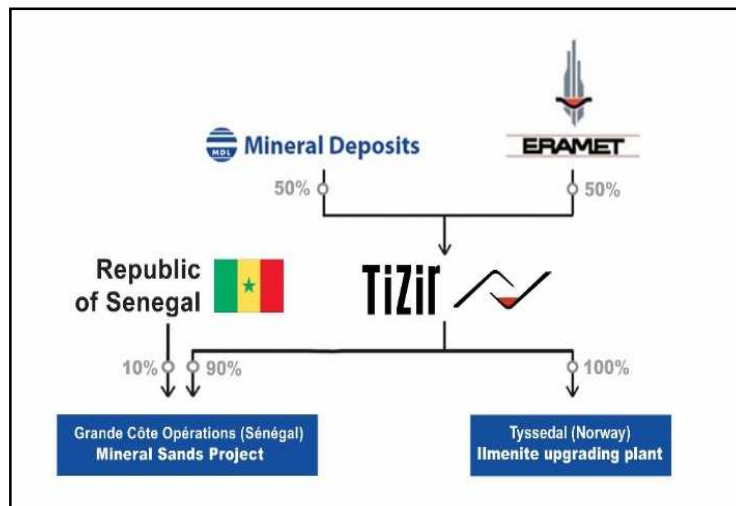 MDL
Mineral Deposits
ERAMET
50%
50%
Republic
of Senegal
TiZir
10%
90%
100%
Grande Côte Opérations (Sénégal)
Mineral Sands Project
Tyssedal (Norway)
Ilmenite upgrading plant